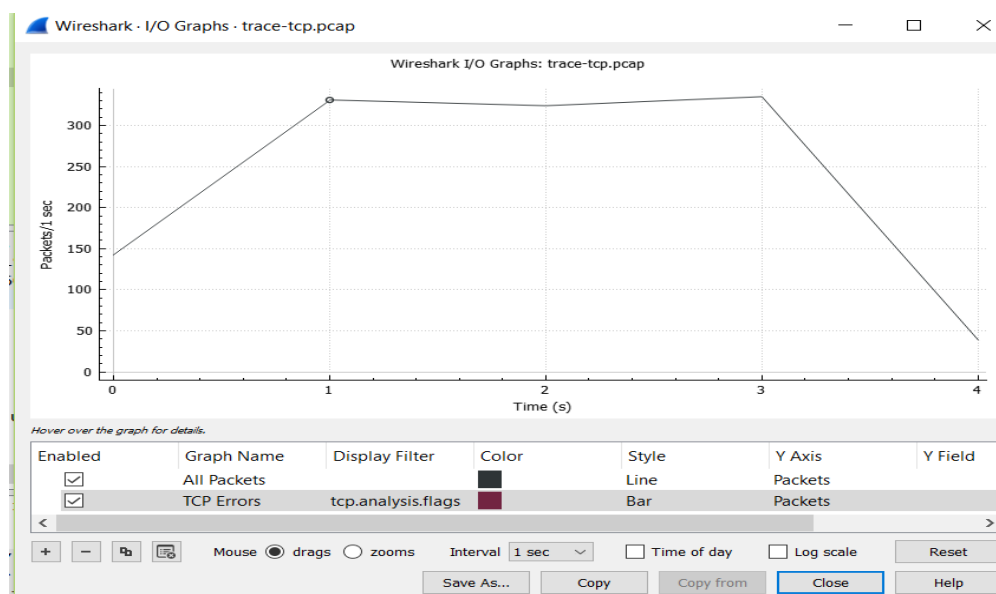 Wireshark · I/O Graphs · trace-tcp.pcap
Wireshark I/O Graphs: trace-tcp.pcap
Packets/1 sec
300
250
200
150
100
50
0
0 1 2 3 4
Time (s)
Hover over the graph for details.
Enabled Graph Name Display Filter Color Style Y Axis Y Field
All Packets Line Packets
TCP Errors tcp.analysis.flags Bar Packets
+ − Mouse drags zooms Interval 1 sec Time of day Log scale Reset
Save As... Copy Copy from Close Help